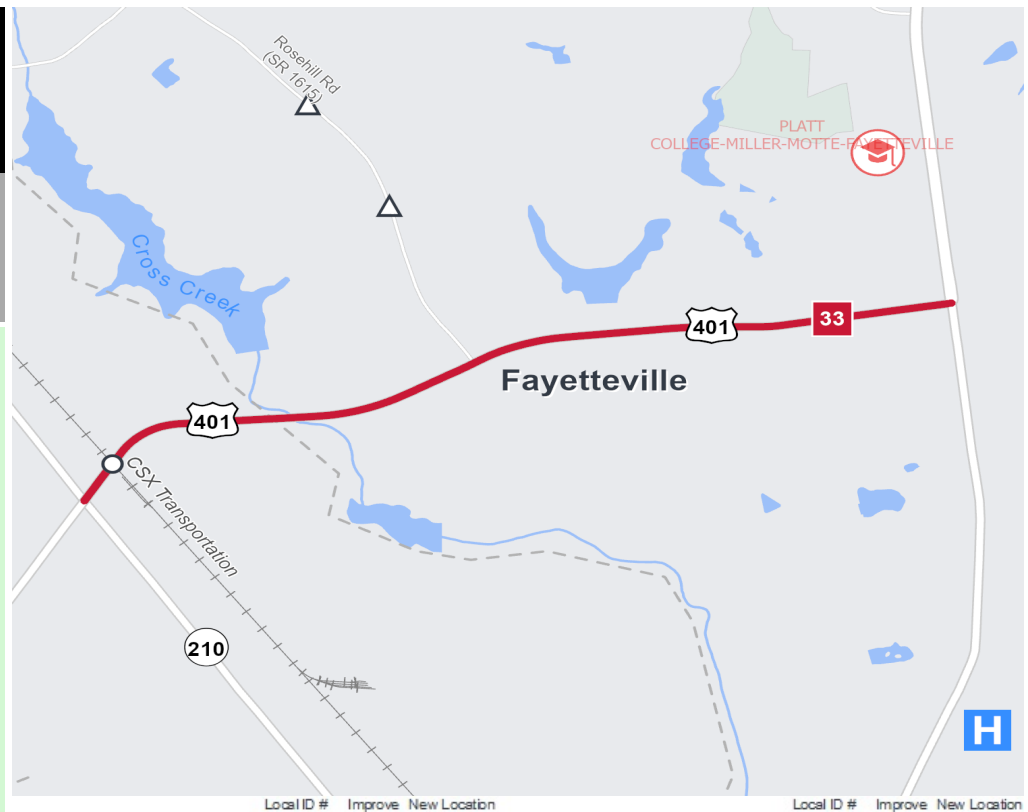 Rosehill Rd
(SR 1615)
PLATT
COLLEGE-MILLER-MOTTE-FAYETTEVILLE
Cross Creek
401
33
Fayetteville
401
CSX Transportation
210
H
Local ID # Improve New Location Local ID # Improve New Location